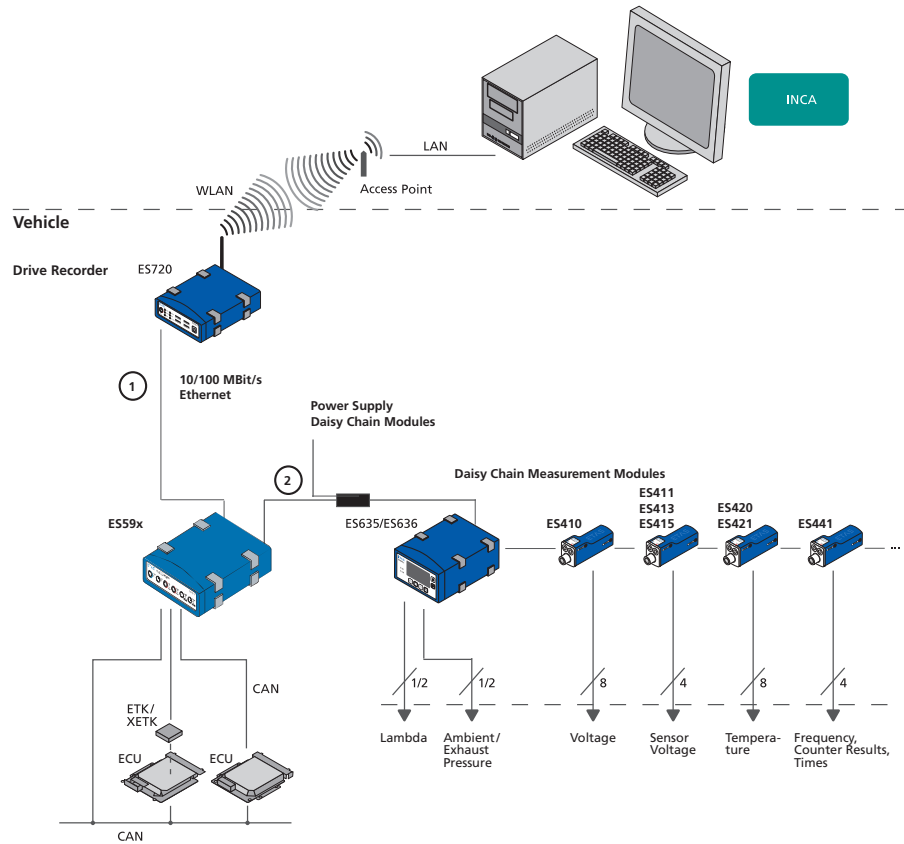 INCA
LAN
Access Point
WLAN
Vehicle
Drive Recorder
ES720
1
10/100 MBit/s
Ethernet
Power Supply
Daisy Chain Modules
2
Daisy Chain Measurement Modules
ES59x
ES635/ES636
ES410
ES411
ES413
ES415
ES420
ES421
ES441
...
1/2
1/2
8
4
8
4
CAN
ETK/
XETK
ECU
ECU
CAN
Lambda
Ambient/
Exhaust
Pressure
Voltage
Sensor
Voltage
Tempera-
ture
Frequency,
Counter Results,
Times